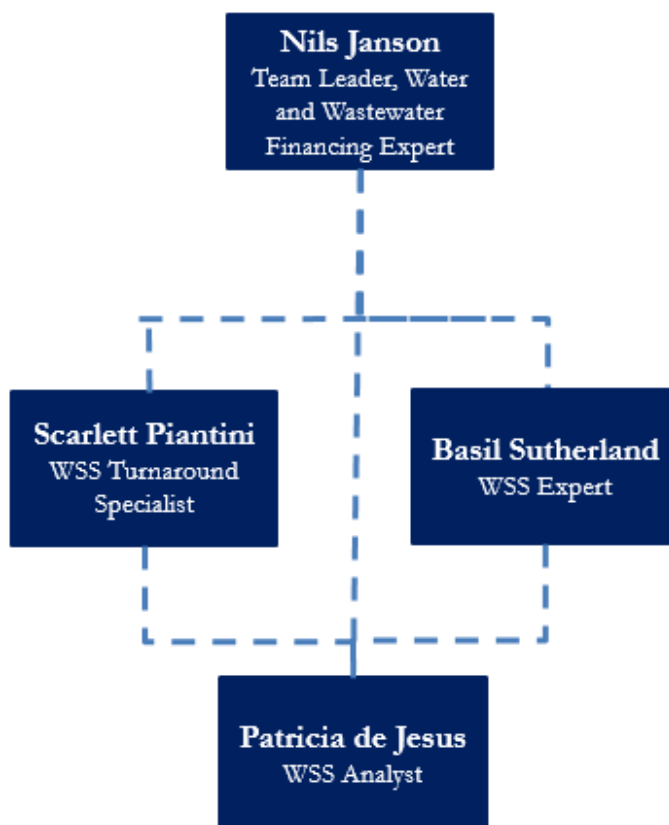 Nils Janson
Team Leader, Water
and Wastewater
Financing Expert
Scarlett Piantini
WSS Turnaround
Specialist
Basil Sutherland
WSS Expert
Patricia de Jesus
WSS Analyst